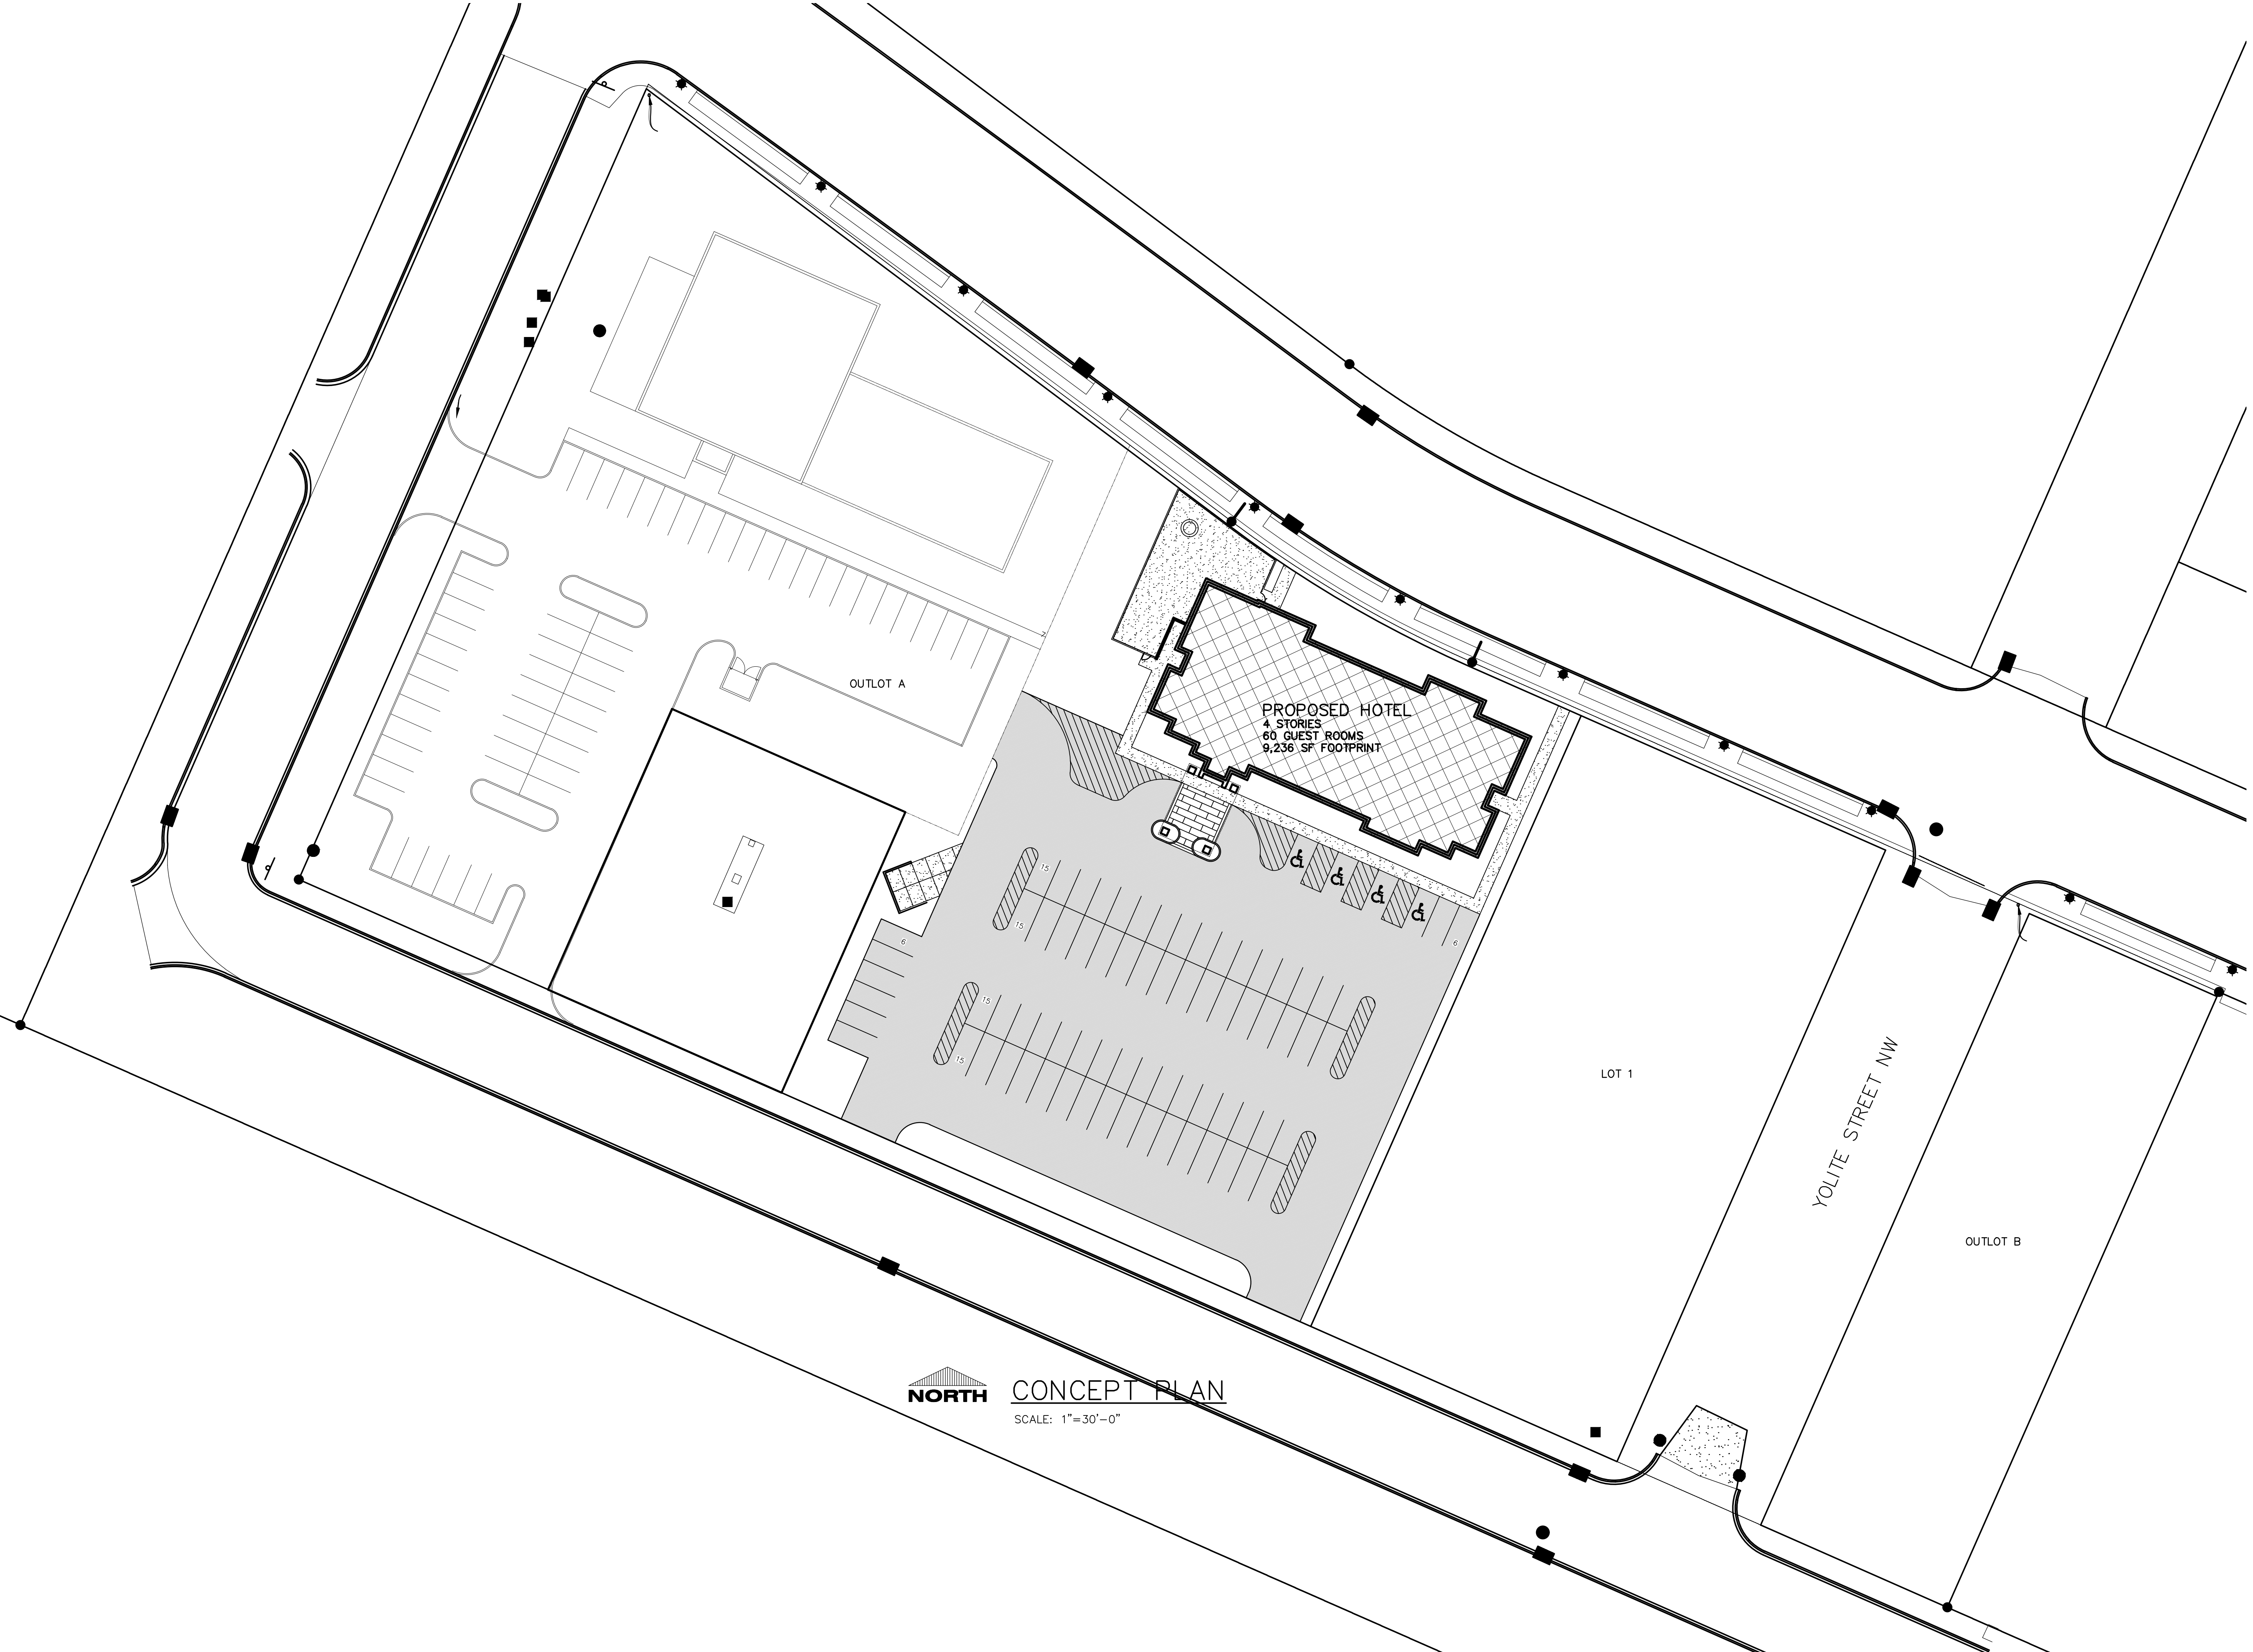 2
OUTLOT A
PROPOSED HOTEL
4 STORIES
60 GUEST ROOMS
9,236 SF FOOTPRINT
15
15
6
6
15
15
LOT 1
YOLITE STREET NW
OUTLOT B
NORTH
CONCEPT PLAN
SCALE: 1"=30'-0"